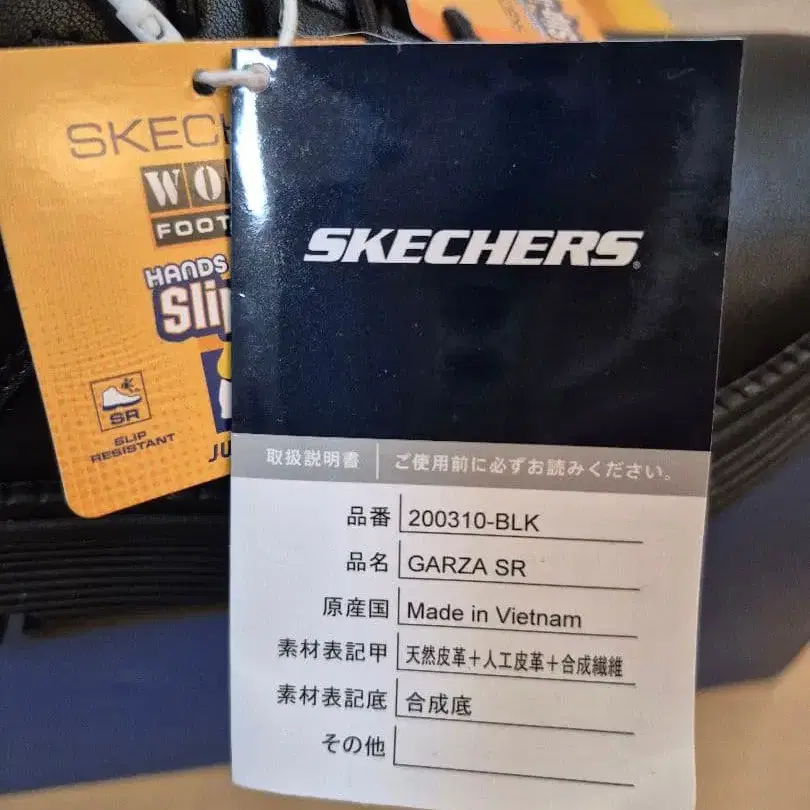 SKECHERS
取扱説明書 ご使用前に必ずお読みください。
品番 200310-BLK
品名 GARZA SR
原産国 Made in Vietnam
素材表記甲 天然皮革+人工皮革+合成繊維
素材表記底 合成底
その他
SKECH
WO
FOOT
HANDS
Slip
SR
SLIP
RESISTANT
JU